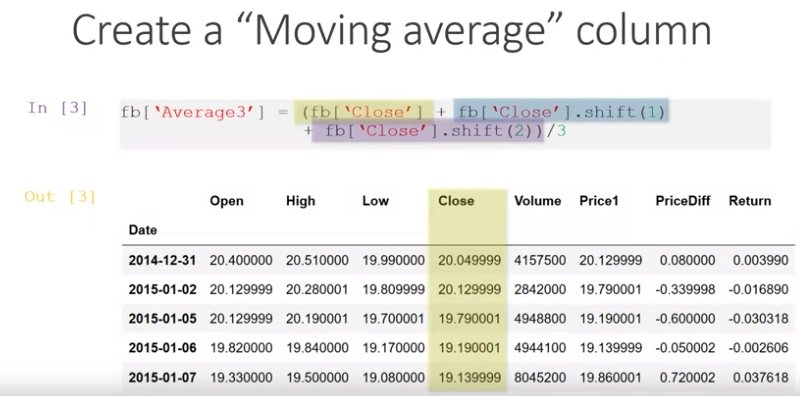 Create a “Moving average” column
In [3]
fb[‘Average3’] = (fb[‘Close’] + fb[‘Close’].shift(1)
+ fb[‘Close’].shift(2))/3
Out [3]
Open High Low Close Volume Price1 PriceDiff Return
Date
2014-12-31 20.400000 20.510000 19.990000 20.049999 4157500 20.129999 0.080000 0.003990
2015-01-02 20.129999 20.280001 19.809999 20.129999 2842000 19.790001 -0.339998 -0.016890
2015-01-05 20.129999 20.190001 19.700001 19.790001 4948800 19.190001 -0.600000 -0.030318
2015-01-06 19.820000 19.840000 19.170000 19.190001 4944100 19.139999 -0.050002 -0.002606
2015-01-07 19.330000 19.500000 19.080000 19.139999 8045200 19.860001 0.720002 0.037618